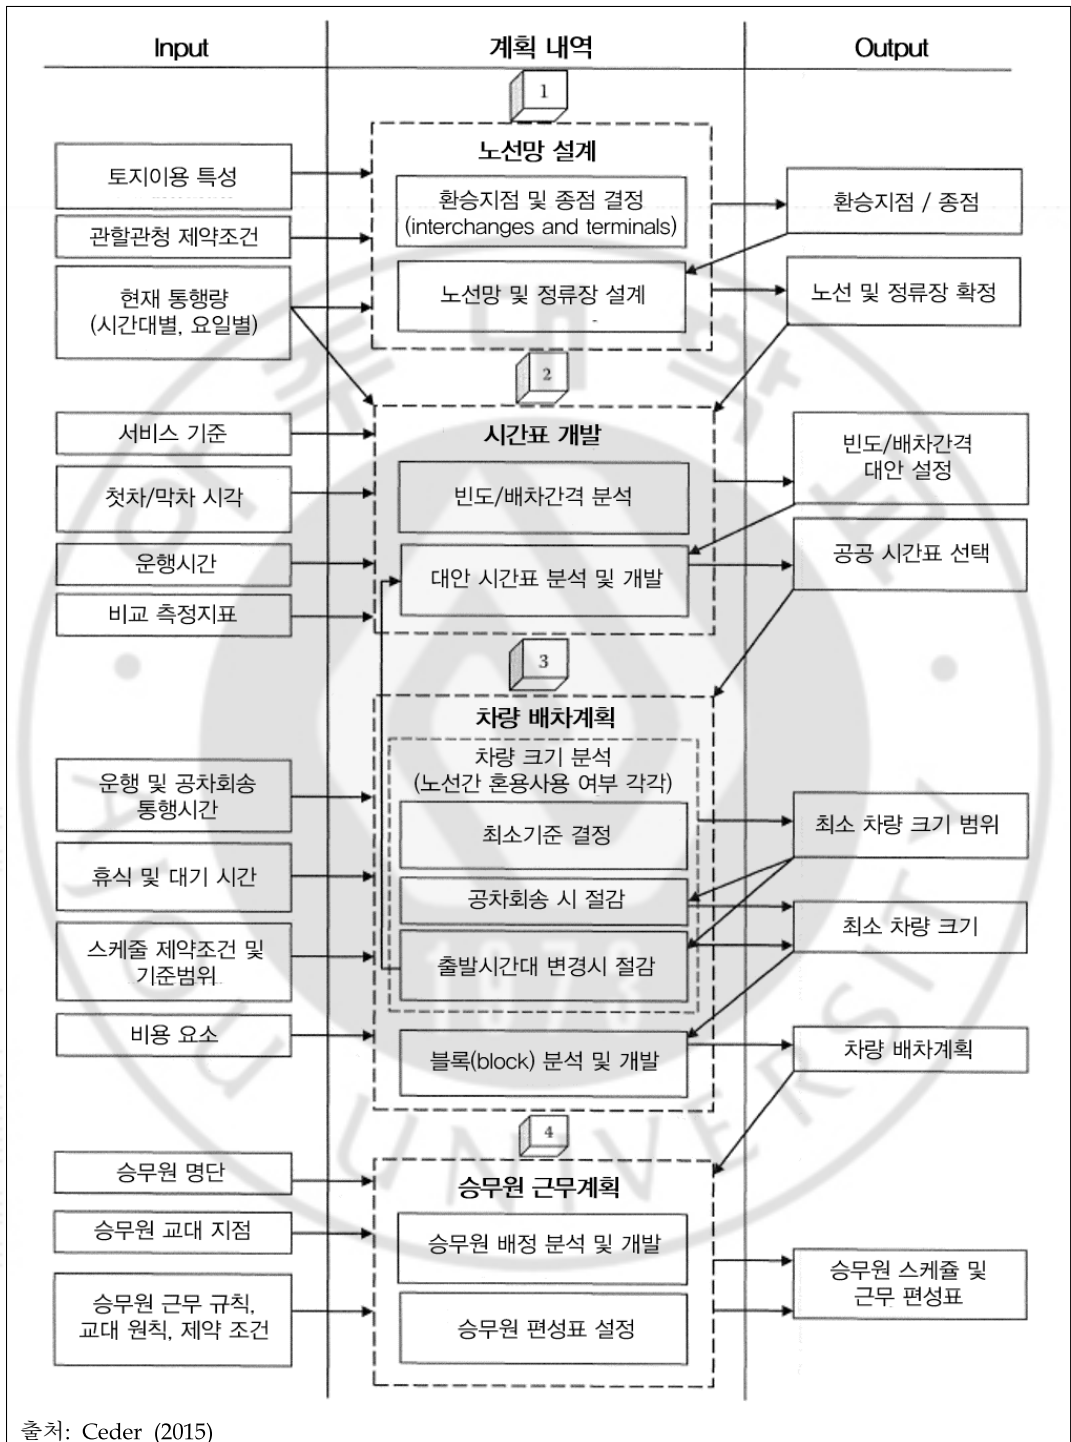 Input
계획 내역
Output
1
노선망 설계
토지이용 특성
환승지점 및 종점 결정
(interchanges and terminals)
환승지점 / 종점
관할관청 제약조건
현재 통행량
(시간대별, 요일별)
노선망 및 정류장 설계
노선 및 정류장 확정
2
시간표 개발
서비스 기준
빈도/배차간격
대안 설정
첫차/막차 시각
빈도/배차간격 분석
운행시간
대안 시간표 분석 및 개발
공공 시간표 선택
비교 측정지표
3
차량 배차계획
차량 크기 분석
(노선간 혼용사용 여부 각각)
운행 및 공차회송
통행시간
최소기준 결정
최소 차량 크기 범위
휴식 및 대기 시간
공차회송 시 절감
최소 차량 크기
스케줄 제약조건 및
기준범위
출발시간대 변경시 절감
비용 요소
블록(block) 분석 및 개발
차량 배차계획
4
승무원 근무계획
승무원 명단
승무원 교대 지점
승무원 배정 분석 및 개발
승무원 스케쥴 및
근무 편성표
승무원 근무 규칙,
교대 원칙, 제약 조건
승무원 편성표 설정
아주대학교
AJOU UNIVERSITY
1973
출처: Ceder (2015)